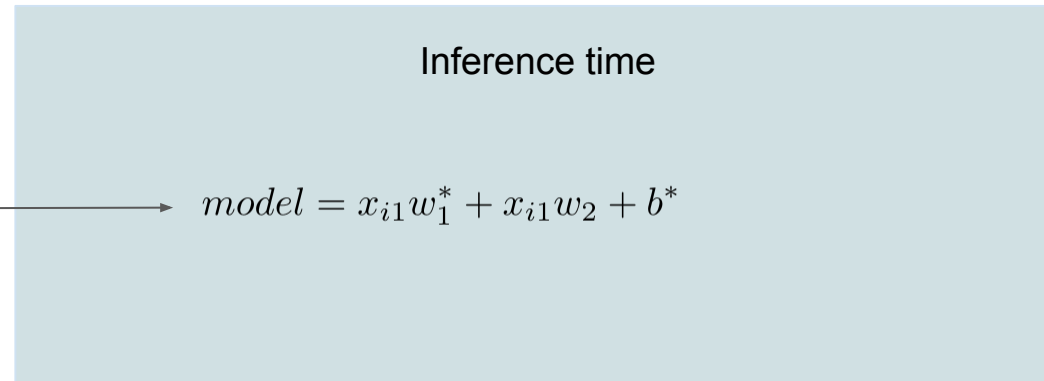 Inference time
model = x_{i1}w_1^* + x_{i1}w_2 + b^*